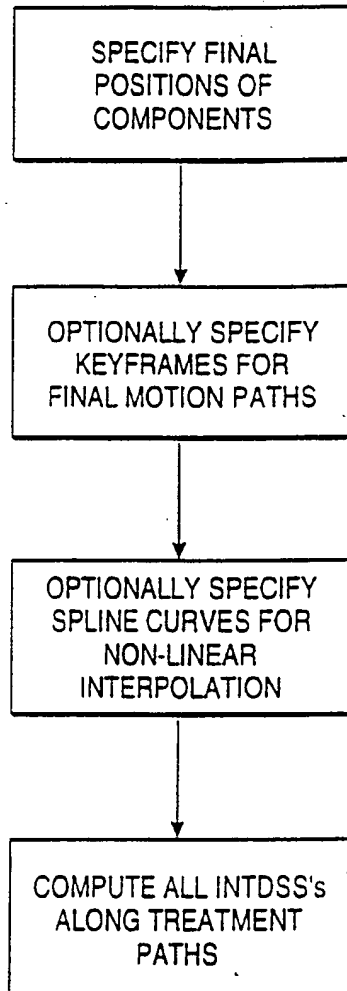 SPECIFY FINAL
POSITIONS OF
COMPONENTS
OPTIONALLY SPECIFY
KEYFRAMES FOR
FINAL MOTION PATHS
OPTIONALLY SPECIFY
SPLINE CURVES FOR
NON-LINEAR
INTERPOLATION
COMPUTE ALL INTDSS's
ALONG TREATMENT
PATHS